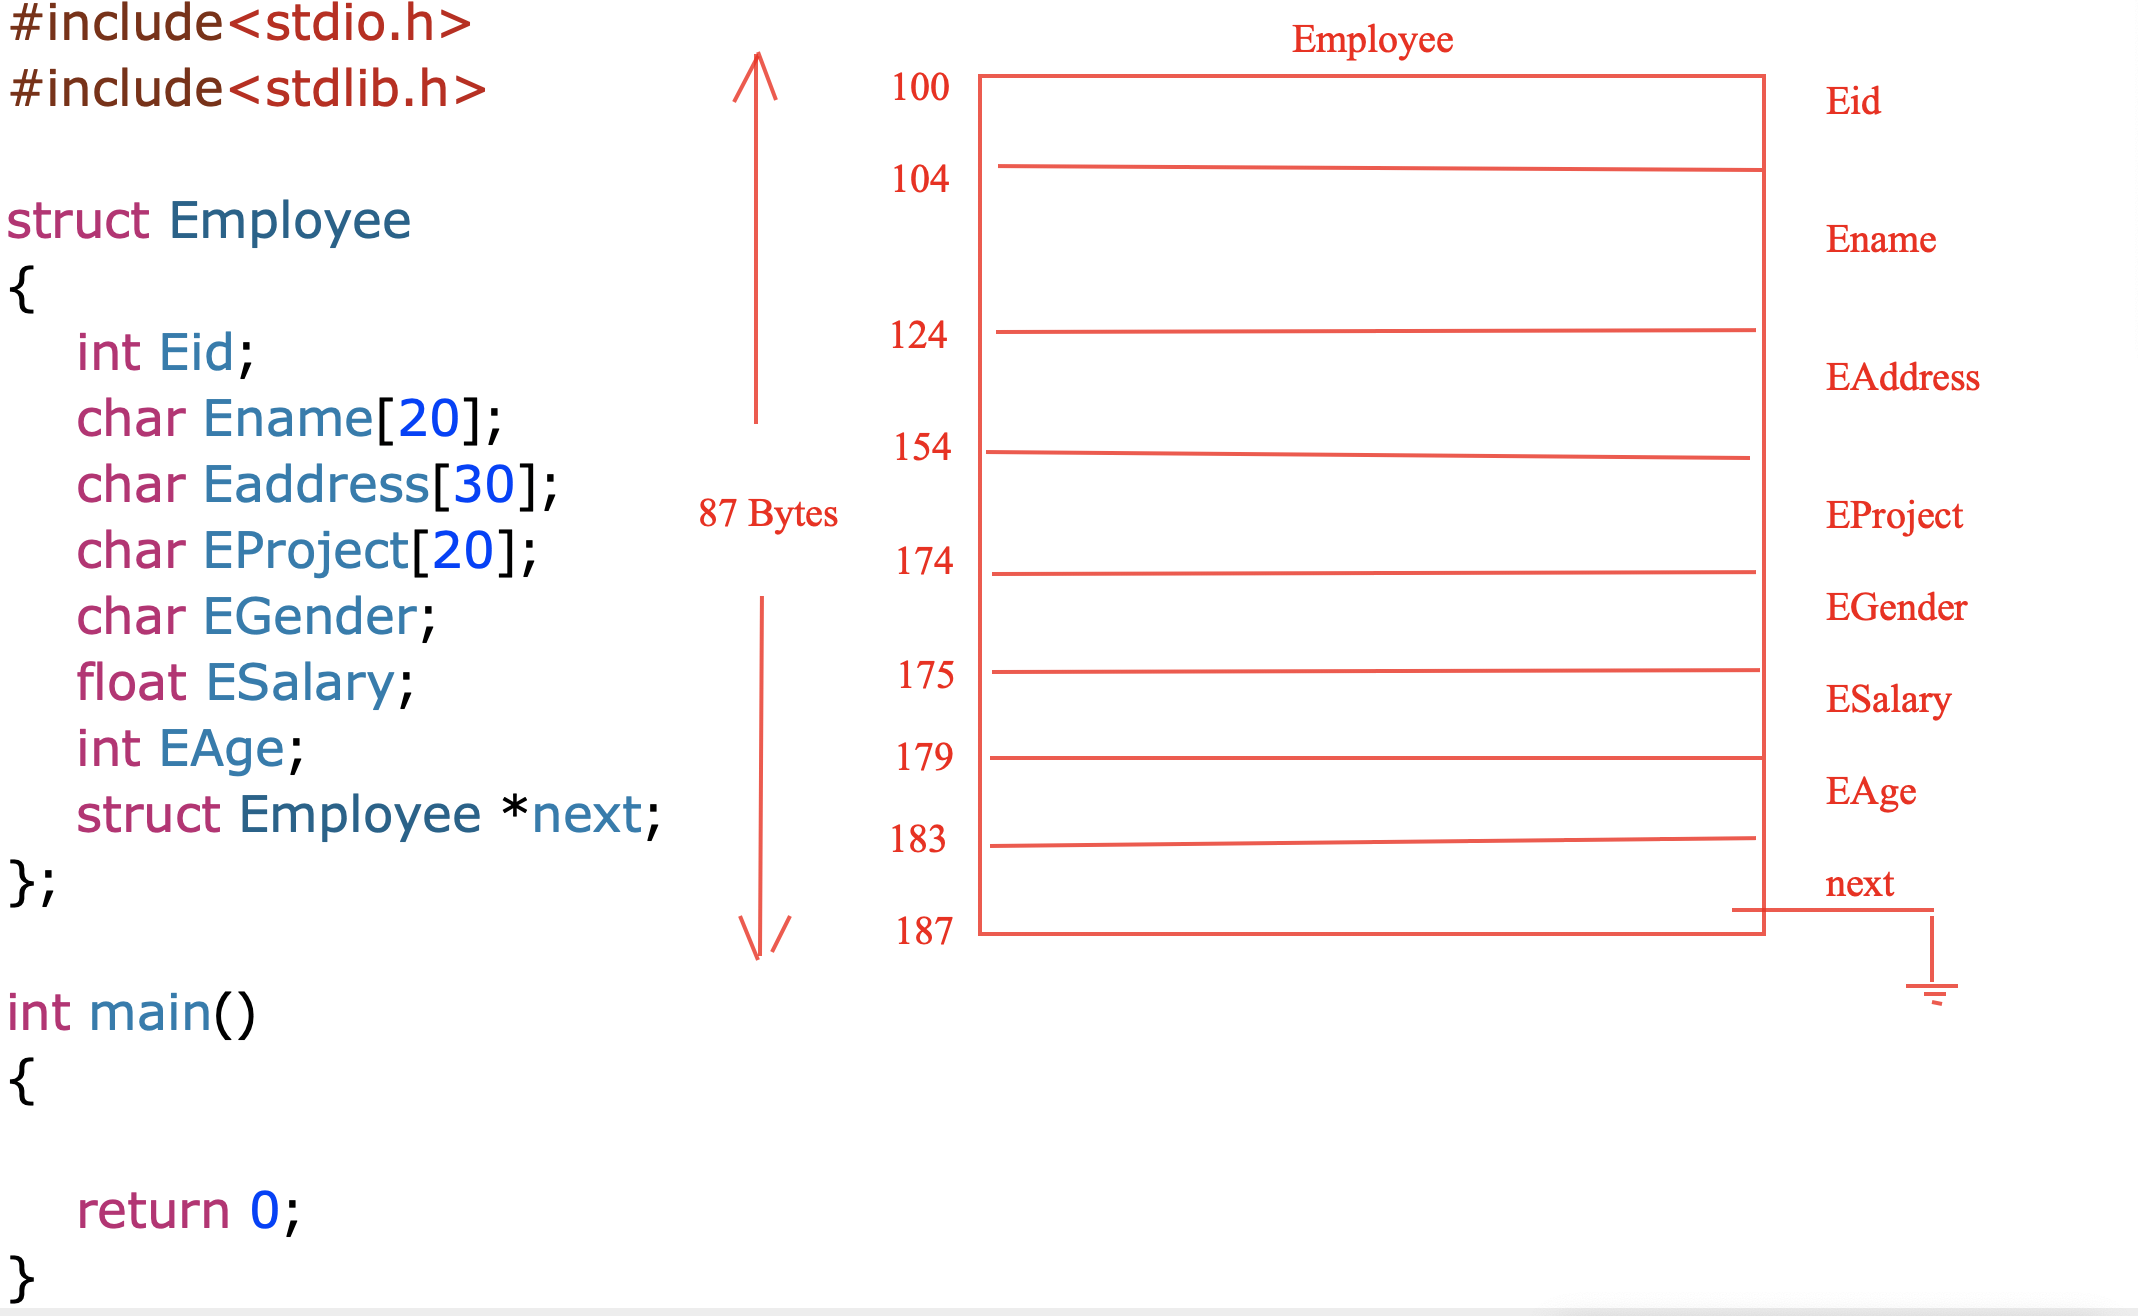 #include<stdio.h>
#include<stdlib.h>
struct Employee
{
int Eid;
char Ename[20];
char Eaddress[30];
char EProject[20];
char EGender;
float ESalary;
int EAge;
struct Employee *next;
};
int main()
{
return 0;
}
87 Bytes
Employee
100
Eid
104
Ename
124
EAddress
154
EProject
174
EGender
175
ESalary
179
EAge
183
next
187